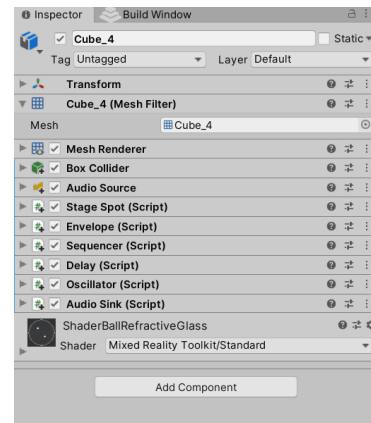 Inspector Build Window
Cube_4 Static
Tag Untagged Layer Default
Transform
Cube_4 (Mesh Filter)
Mesh Cube_4
Mesh Renderer
Box Collider
Audio Source
Stage Spot (Script)
Envelope (Script)
Sequencer (Script)
Delay (Script)
Oscillator (Script)
Audio Sink (Script)
ShaderBallRefractiveGlass
Shader Mixed Reality Toolkit/Standard
Add Component